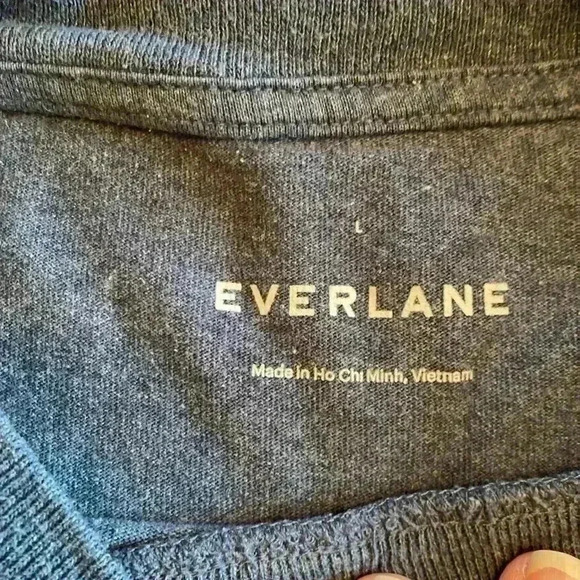 L
EVERLANE
Made in Ho Chi Minh, Vietnam